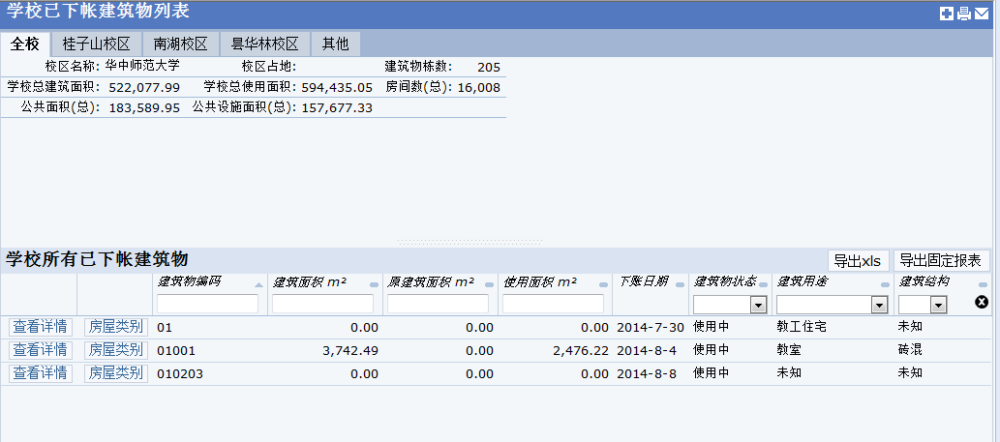 学校已下帐建筑物列表
全校 桂子山校区 南湖校区 昙华林校区 其他
校区名称: 华中师范大学 校区占地: 建筑物栋数: 205
学校总建筑面积: 522,077.99 学校总使用面积: 594,435.05 房间数(总): 16,008
公共面积(总): 183,589.95 公共设施面积(总): 157,677.33
学校所有已下帐建筑物 导出xls 导出固定报表
建筑物编码 建筑面积 m² 原建筑面积 m² 使用面积 m² 下账日期 建筑物状态 建筑用途 建筑结构
查看详情 房屋类别 01 0.00 0.00 0.00 2014-7-30 使用中 教工住宅 未知
查看详情 房屋类别 01001 3,742.49 0.00 2,476.22 2014-8-4 使用中 教室 砖混
查看详情 房屋类别 010203 0.00 0.00 0.00 2014-8-8 使用中 未知 未知